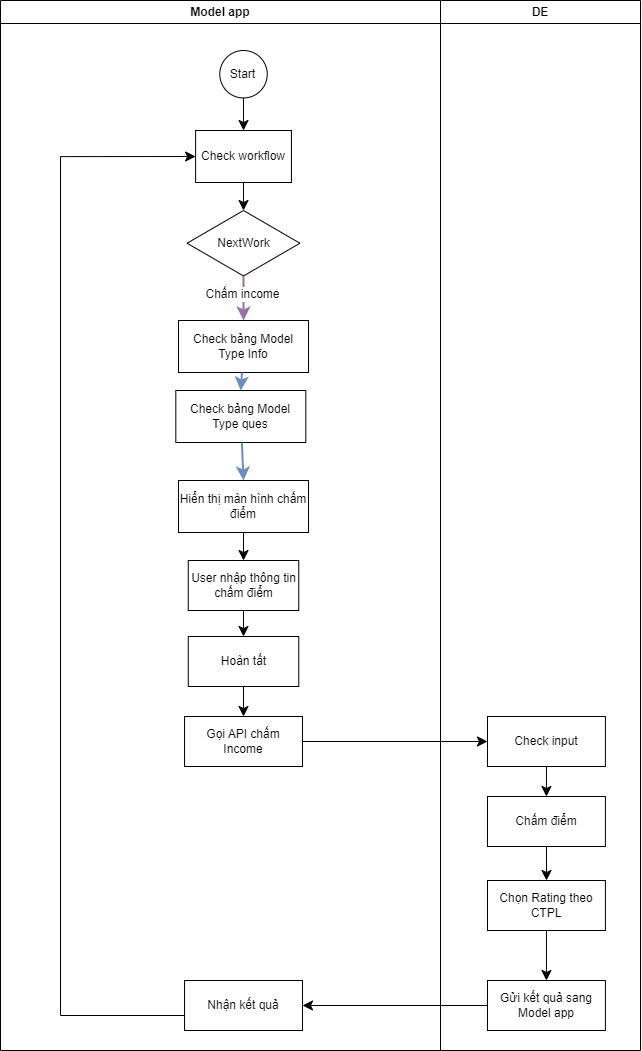 Model app
DE
Start
Check workflow
NextWork
Chấm income
Check bảng Model
Type Info
Check bảng Model
Type ques
Hiển thị màn hình chấm
điểm
User nhập thông tin
chấm điểm
Hoàn tất
Gọi API chấm
Income
Check input
Chấm điểm
Chọn Rating theo
CTPL
Gửi kết quả sang
Model app
Nhận kết quả